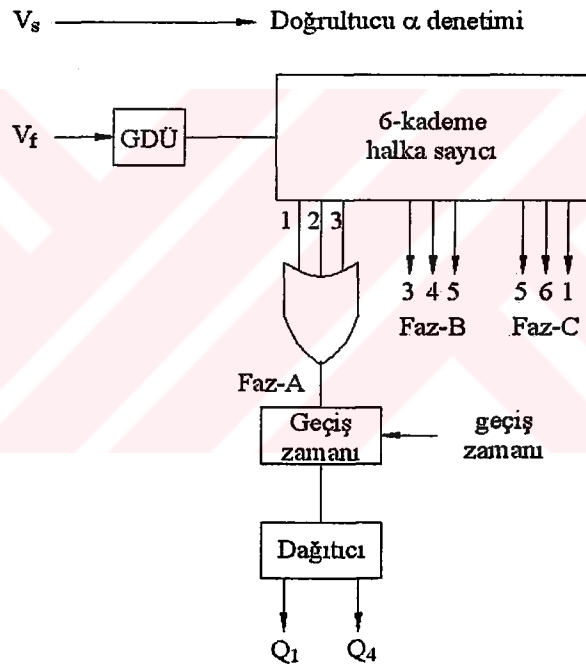 Vs Doğrultucu α denetimi
Vf GDÜ 6-kademe
halka sayıcı
1 2 3
3 4 5 5 6 1
Faz-B Faz-C
Faz-A
Geçiş
zamanı
geçiş
zamanı
Dağıtıcı
Q1 Q4